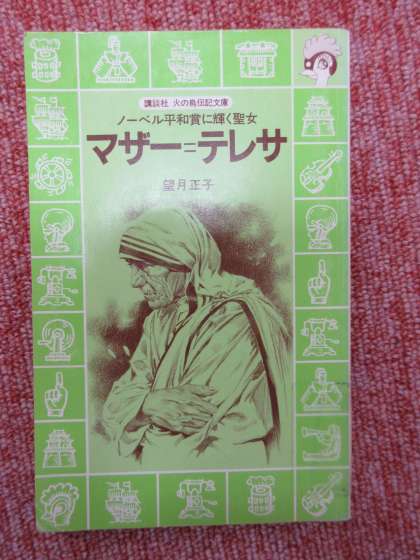 講談社 火の鳥伝記文庫
ノーベル平和賞に輝く聖女
マザー＝テレサ
望月正子